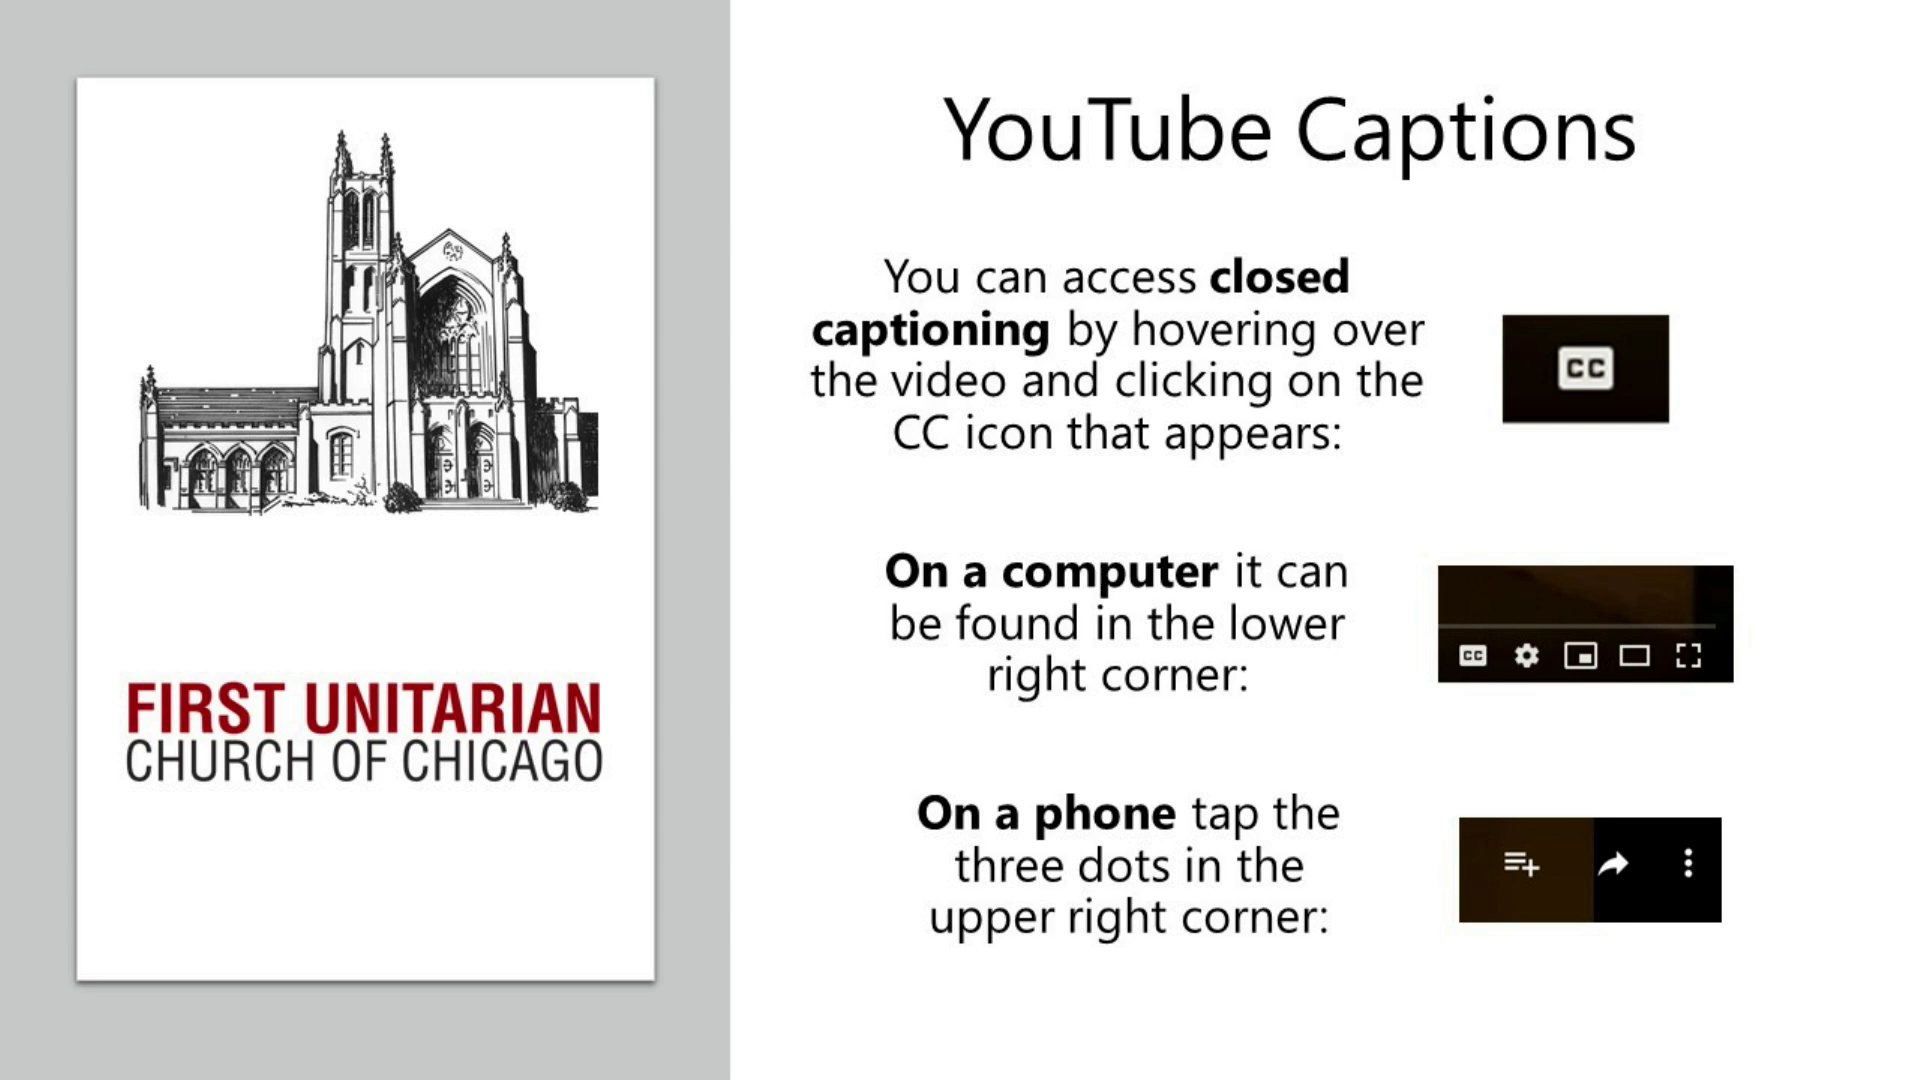 FIRST UNITARIAN
CHURCH OF CHICAGO
YouTube Captions
You can access closed
captioning by hovering over
the video and clicking on the
CC icon that appears:
CC
On a computer it can
be found in the lower
right corner:
CC
On a phone tap the
three dots in the
upper right corner: